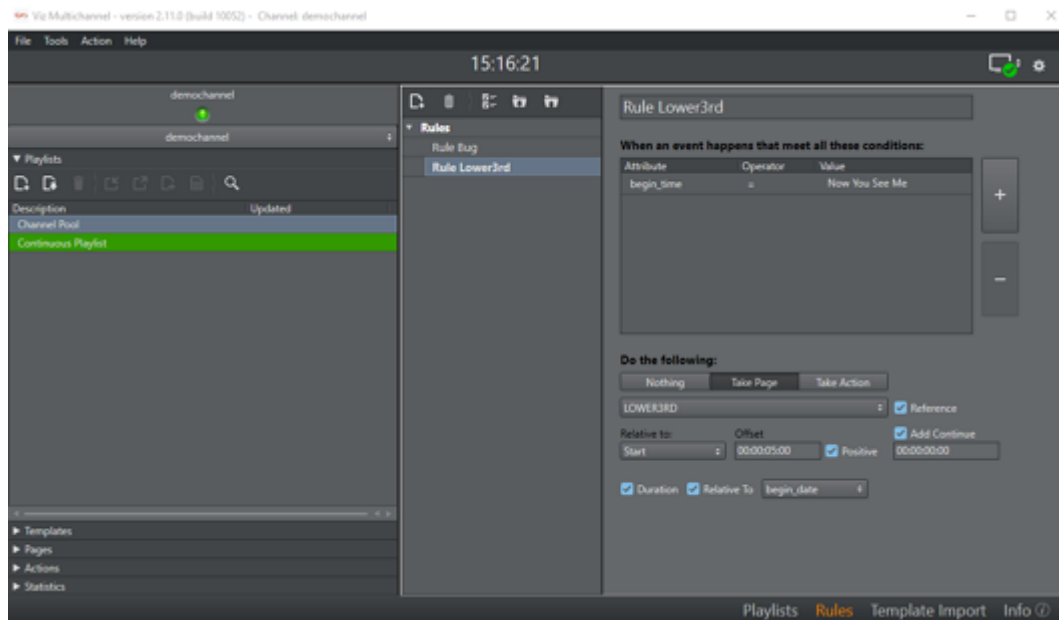 Viz Multichannel - version 2.11.0 (build 10052) - Channel: demochannel
File Tools Action Help
15:16:21
demochannel
demochannel
Playlists
Description Updated
Channel Pool
Continuous Playlist
Templates
Pages
Actions
Statistics
Rules
Rule Bug
Rule Lower3rd
Rule Lower3rd
When an event happens that meet all these conditions:
Attribute Operator Value
begin_time = Now You See Me
+
−
Do the following:
Nothing Take Page Take Action
LOWER3RD Reference
Relative to: Offset Add Continue
Start 00:00:05:00 Positive 00:00:00:00
Duration Relative To begin_date
Playlists Rules Template Import Info